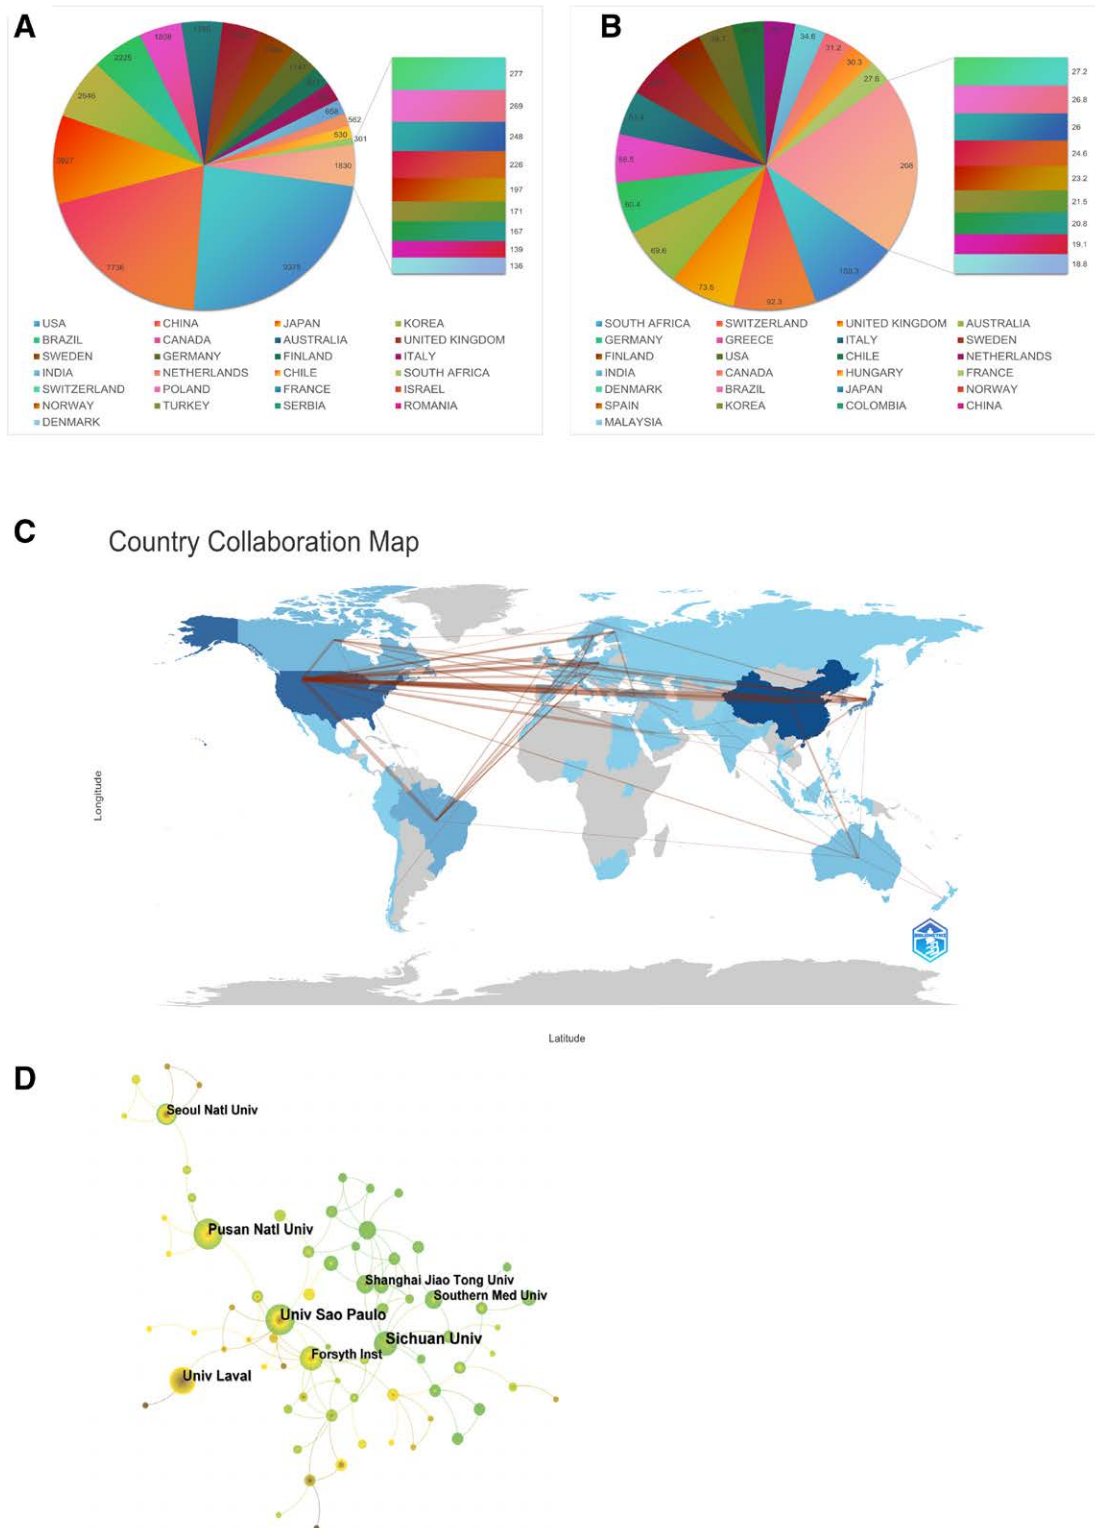 A
2225
1828
2546
3927
7736
9376
658
562
530
301
1830
277
269
248
226
197
171
167
139
136
USA
CHINA
JAPAN
KOREA
BRAZIL
CANADA
AUSTRALIA
UNITED KINGDOM
SWEDEN
GERMANY
FINLAND
ITALY
INDIA
NETHERLANDS
CHILE
SOUTH AFRICA
SWITZERLAND
POLAND
FRANCE
ISRAEL
NORWAY
TURKEY
SERBIA
ROMANIA
DENMARK
B
34.6
31.2
30.3
27.5
208
103.3
92.3
73.5
69.6
60.4
58.5
27.2
26.8
26
24.6
23.2
21.5
20.8
19.1
18.8
SOUTH AFRICA
SWITZERLAND
UNITED KINGDOM
AUSTRALIA
GERMANY
GREECE
ITALY
SWEDEN
FINLAND
USA
CHILE
NETHERLANDS
INDIA
CANADA
HUNGARY
FRANCE
DENMARK
BRAZIL
JAPAN
NORWAY
SPAIN
KOREA
COLOMBIA
CHINA
MALAYSIA
C
Country Collaboration Map
Longitude
Latitude
D
Seoul Natl Univ
Pusan Natl Univ
Shanghai Jiao Tong Univ
Southern Med Univ
Univ Sao Paulo
Sichuan Univ
Forsyth Inst
Univ Laval